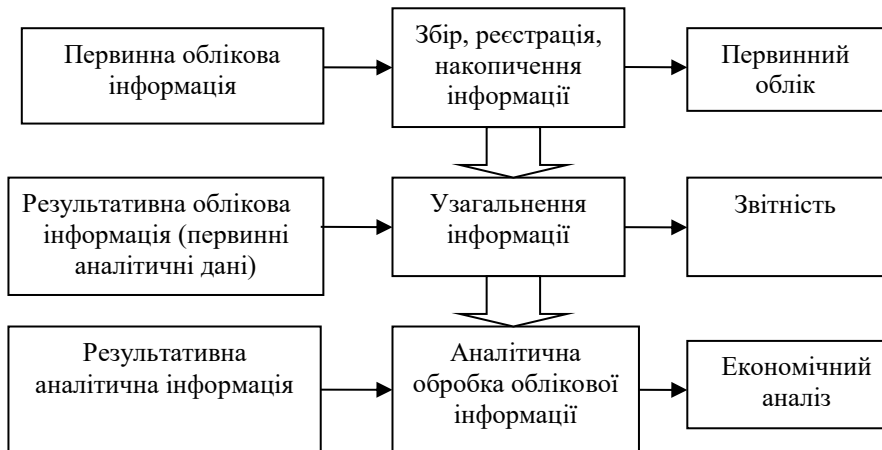 Первинна облікова
інформація
Збір, реєстрація,
накопичення
інформації
Первинний
облік
Результативна облікова
інформація (первинні
аналітичні дані)
Узагальнення
інформації
Звітність
Результативна
аналітична інформація
Аналітична
обробка облікової
інформації
Економічний
аналіз